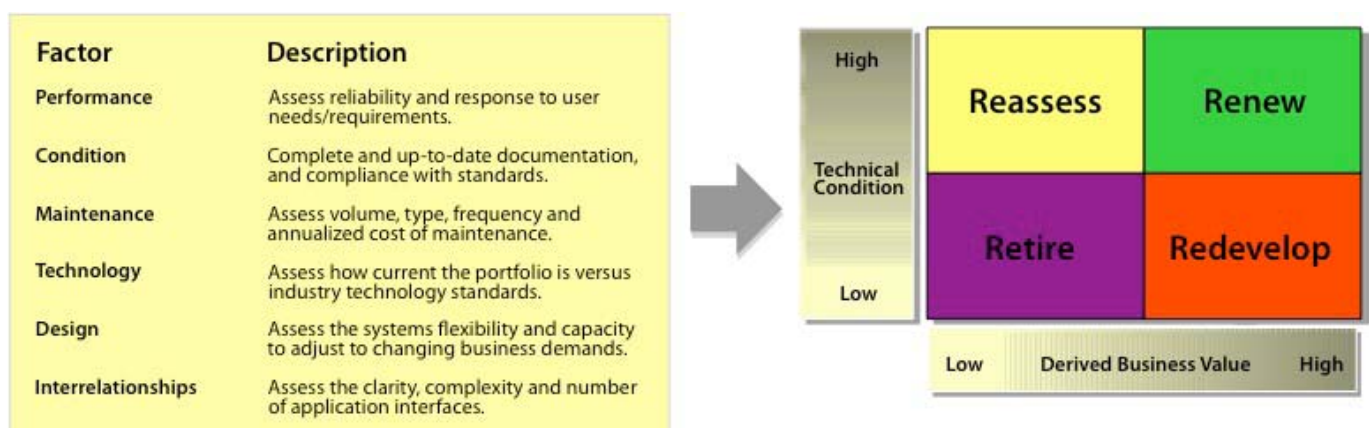 Factor Description
Performance Assess reliability and response to user
needs/requirements.
Condition Complete and up-to-date documentation,
and compliance with standards.
Maintenance Assess volume, type, frequency and
annualized cost of maintenance.
Technology Assess how current the portfolio is versus
industry technology standards.
Design Assess the systems flexibility and capacity
to adjust to changing business demands.
Interrelationships Assess the clarity, complexity and number
of application interfaces.
High
Technical
Condition
Low
Reassess Renew
Retire Redevelop
Low Derived Business Value High